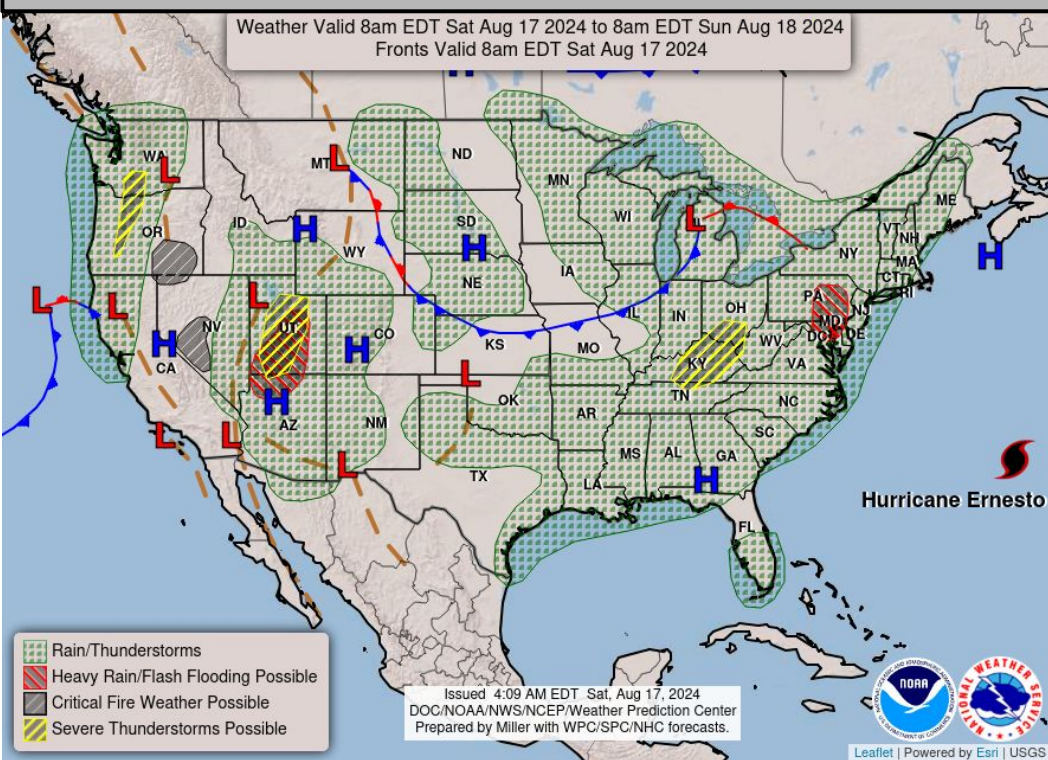 Weather Valid 8am EDT Sat Aug 17 2024 to 8am EDT Sun Aug 18 2024
Fronts Valid 8am EDT Sat Aug 17 2024
H
WA
L
MT
L
ND
MN
ME
OR
ID
H
WY
SD
H
WI
L
VT
NH
NY
MA
CT
RI
H
NE
IA
L
L
L
NV
H
CA
UT
H
CO
KS
MO
IL
IN
OH
PA
NJ
MD
DC
DE
WV
VA
KY
H
AZ
NM
L
OK
AR
TN
NC
SC
L
L
L
TX
LA
MS
AL
GA
H
FL
Hurricane Ernesto
Rain/Thunderstorms
Heavy Rain/Flash Flooding Possible
Critical Fire Weather Possible
Severe Thunderstorms Possible
Issued 4:09 AM EDT Sat, Aug 17, 2024
DOC/NOAA/NWS/NCEP/Weather Prediction Center
Prepared by Miller with WPC/SPC/NHC forecasts.
NOAA
NATIONAL WEATHER SERVICE
Leaflet | Powered by Esri | USGS